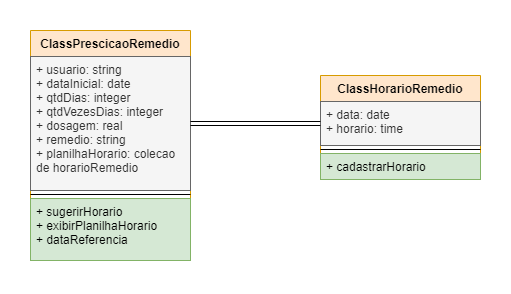 ClassPrescicaoRemedio
+ usuario: string
+ dataInicial: date
+ qtdDias: integer
+ qtdVezesDias: integer
+ dosagem: real
+ remedio: string
+ planilhaHorario: colecao
de horarioRemedio
+ sugerirHorario
+ exibirPlanilhaHorario
+ dataReferencia
ClassHorarioRemedio
+ data: date
+ horario: time
+ cadastrarHorario